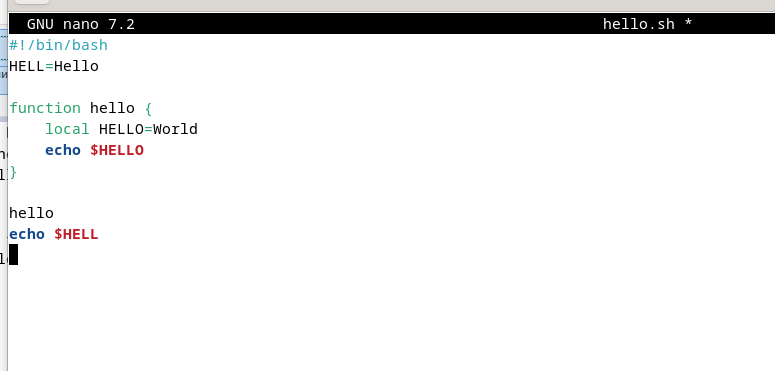 GNU nano 7.2 hello.sh *
#!/bin/bash
HELL=Hello
function hello {
local HELLO=World
echo $HELLO
}
hello
echo $HELL